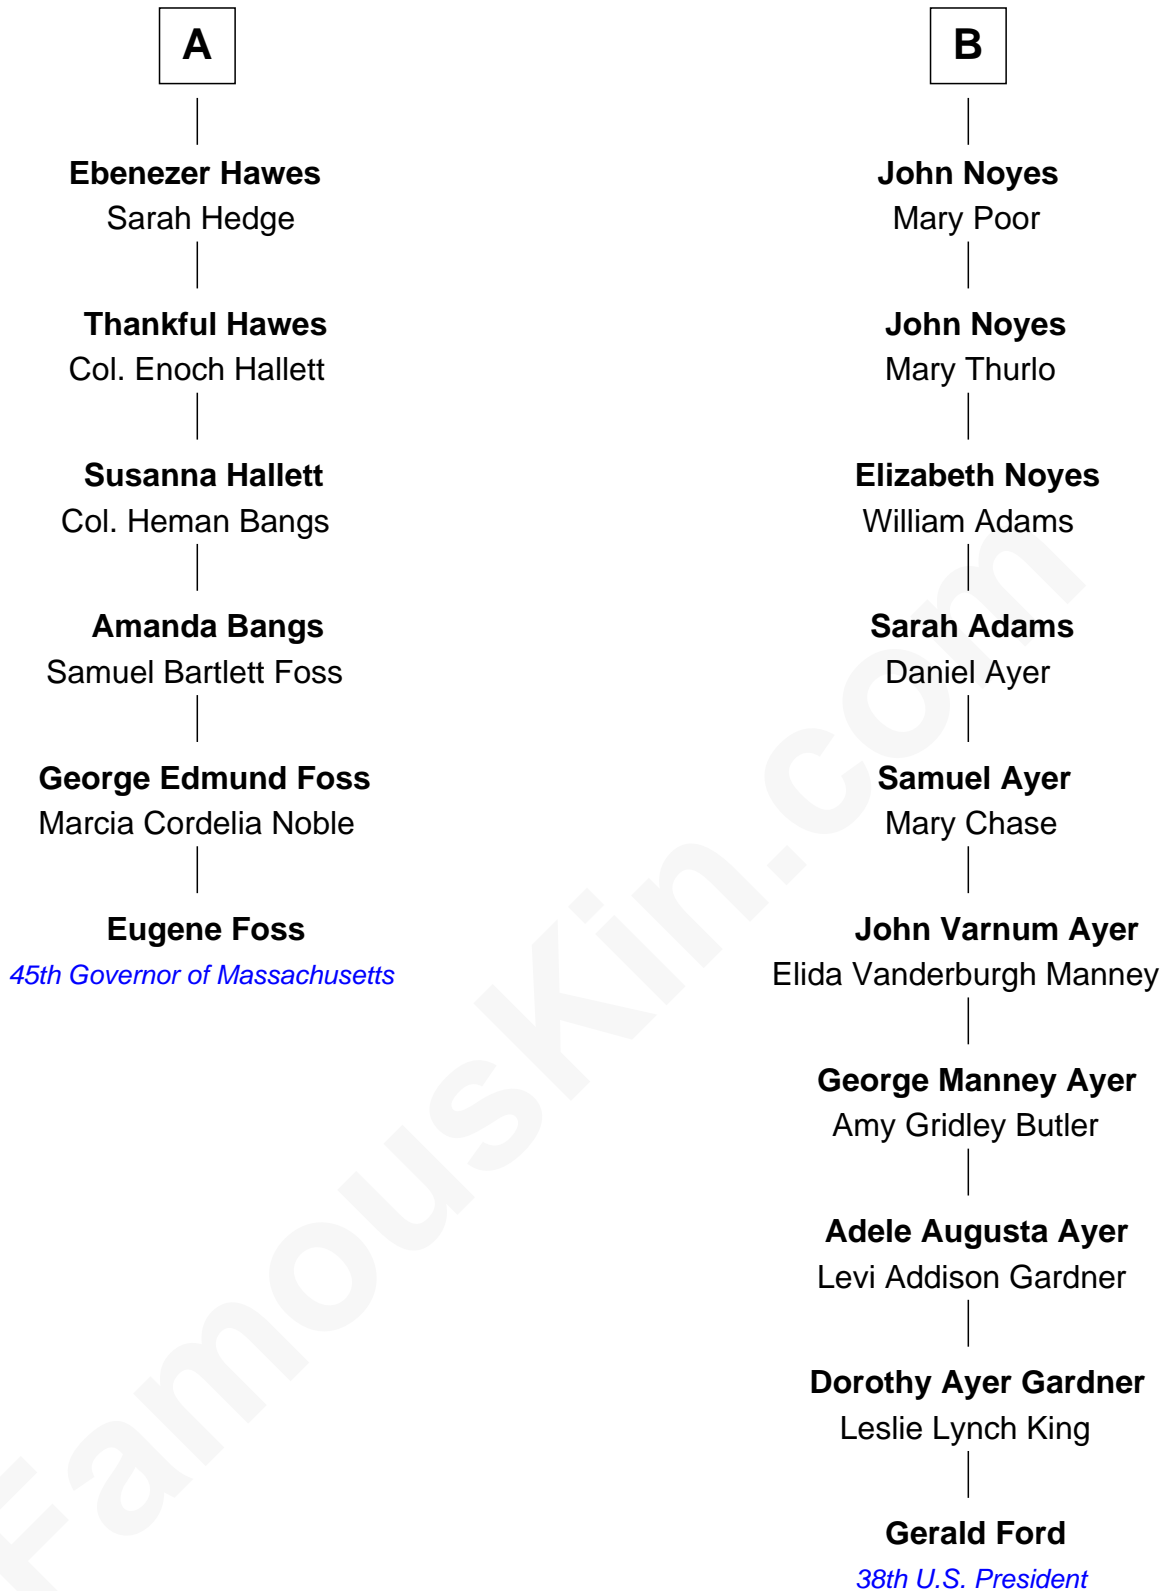 A
Ebenezer Hawes
Sarah Hedge
Thankful Hawes
Col. Enoch Hallett
Susanna Hallett
Col. Heman Bangs
Amanda Bangs
Samuel Bartlett Foss
George Edmund Foss
Marcia Cordelia Noble
Eugene Foss
45th Governor of Massachusetts
B
John Noyes
Mary Poor
John Noyes
Mary Thurlo
Elizabeth Noyes
William Adams
Sarah Adams
Daniel Ayer
Samuel Ayer
Mary Chase
John Varnum Ayer
Elida Vanderburgh Manney
George Manney Ayer
Amy Gridley Butler
Adele Augusta Ayer
Levi Addison Gardner
Dorothy Ayer Gardner
Leslie Lynch King
Gerald Ford
38th U.S. President
FamousKin.com